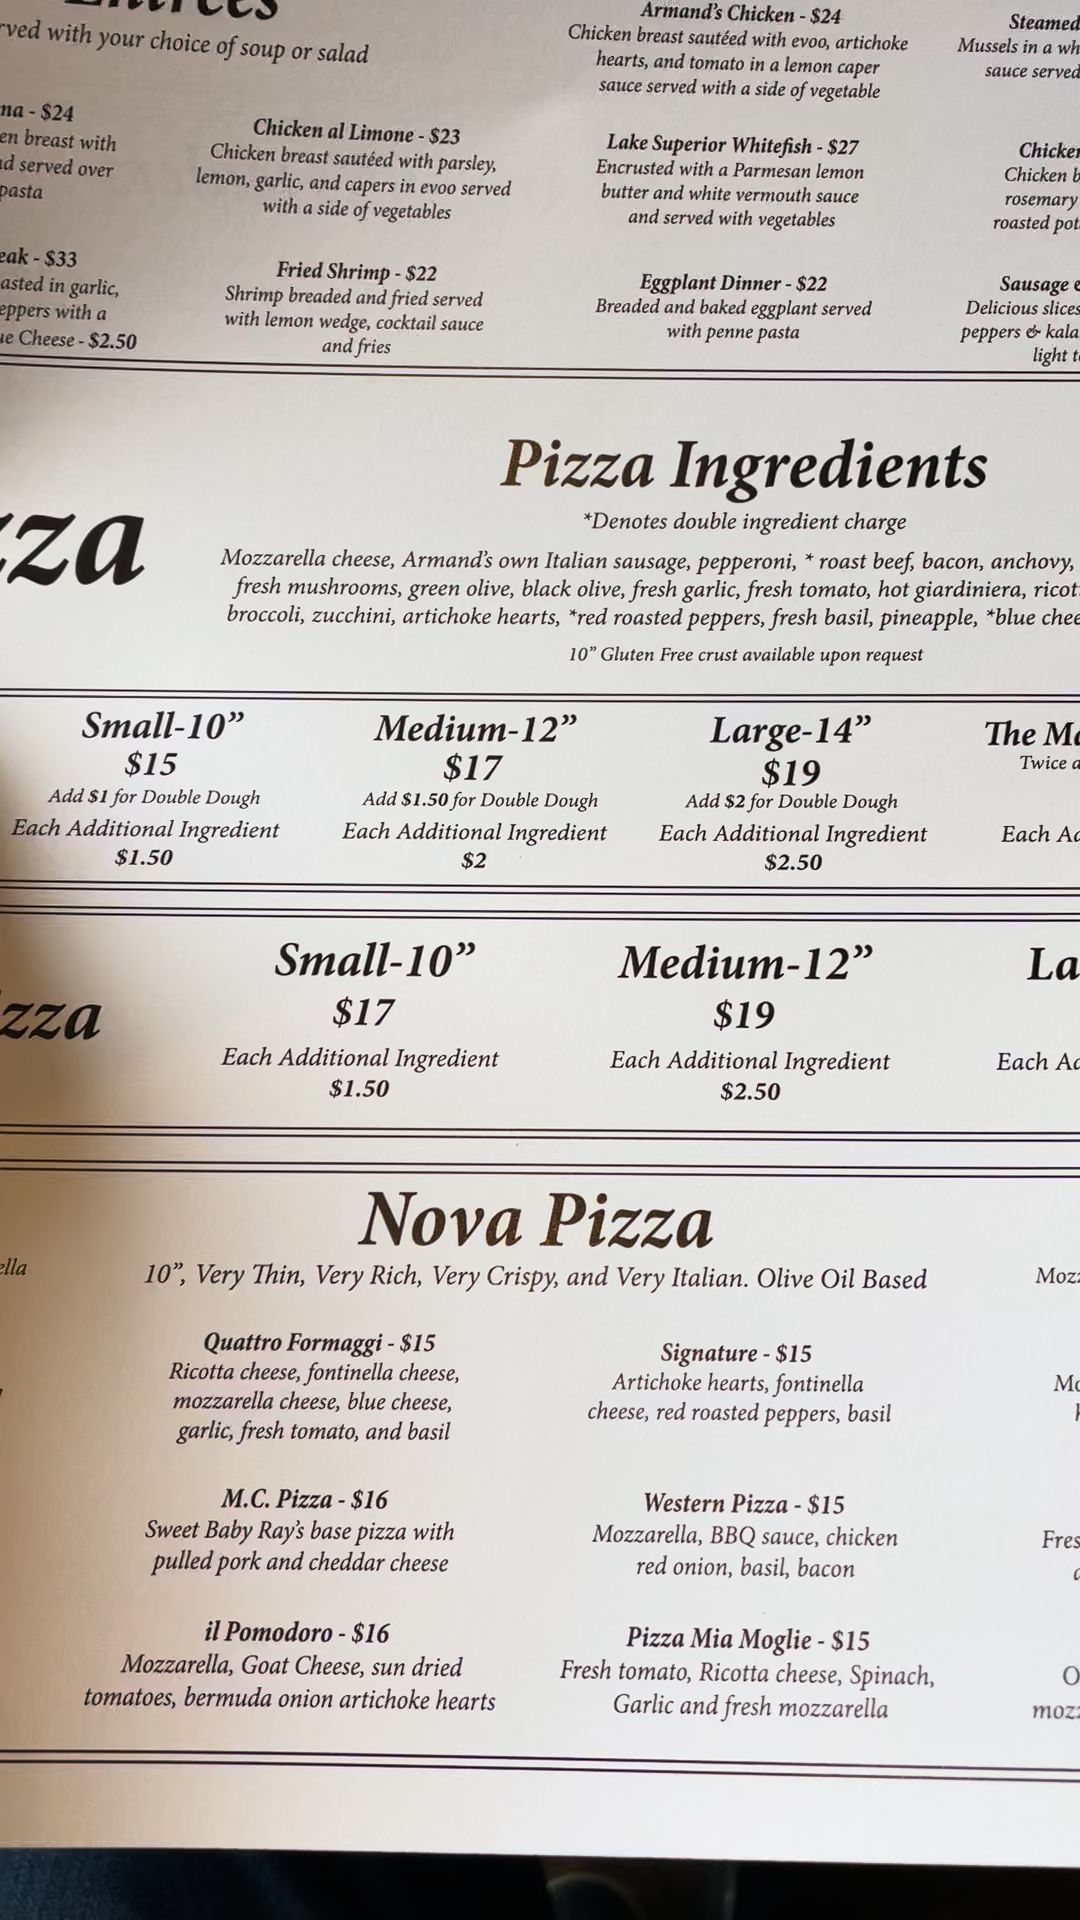 Entrées
rved with your choice of soup or salad
na - $24
en breast with
d served over
pasta
eak - $33
asted in garlic,
eppers with a
ue Cheese - $2.50
Chicken al Limone - $23
Chicken breast sautéed with parsley,
lemon, garlic, and capers in evoo served
with a side of vegetables
Fried Shrimp - $22
Shrimp breaded and fried served
with lemon wedge, cocktail sauce
and fries
Armand's Chicken - $24
Chicken breast sautéed with evoo, artichoke
hearts, and tomato in a lemon caper
sauce served with a side of vegetable
Lake Superior Whitefish - $27
Encrusted with a Parmesan lemon
butter and white vermouth sauce
and served with vegetables
Eggplant Dinner - $22
Breaded and baked eggplant served
with penne pasta
Steamed
Mussels in a wh
sauce served
Chicken
Chicken b
rosemary
roasted pot
Sausage
Delicious slices
peppers & kala
light t
zza
Pizza Ingredients
*Denotes double ingredient charge
Mozzarella cheese, Armand's own Italian sausage, pepperoni, * roast beef, bacon, anchovy,
fresh mushrooms, green olive, black olive, fresh garlic, fresh tomato, hot giardiniera, ricot
broccoli, zucchini, artichoke hearts, *red roasted peppers, fresh basil, pineapple, *blue chee
10” Gluten Free crust available upon request
Small-10”
$15
Add $1 for Double Dough
Each Additional Ingredient
$1.50
Medium-12”
$17
Add $1.50 for Double Dough
Each Additional Ingredient
$2
Large-14”
$19
Add $2 for Double Dough
Each Additional Ingredient
$2.50
The Mo
Twice a
Each Ad
zza
Small-10”
$17
Each Additional Ingredient
$1.50
Medium-12”
$19
Each Additional Ingredient
$2.50
La
Each Ad
Nova Pizza
10”, Very Thin, Very Rich, Very Crispy, and Very Italian. Olive Oil Based
ella
Quattro Formaggi - $15
Ricotta cheese, fontinella cheese,
mozzarella cheese, blue cheese,
garlic, fresh tomato, and basil
M.C. Pizza - $16
Sweet Baby Ray's base pizza with
pulled pork and cheddar cheese
il Pomodoro - $16
Mozzarella, Goat Cheese, sun dried
tomatoes, bermuda onion artichoke hearts
Signature - $15
Artichoke hearts, fontinella
cheese, red roasted peppers, basil
Western Pizza - $15
Mozzarella, BBQ sauce, chicken
red onion, basil, bacon
Pizza Mia Moglie - $15
Fresh tomato, Ricotta cheese, Spinach,
Garlic and fresh mozzarella
Mozz
Mo
Fres
O
mozz